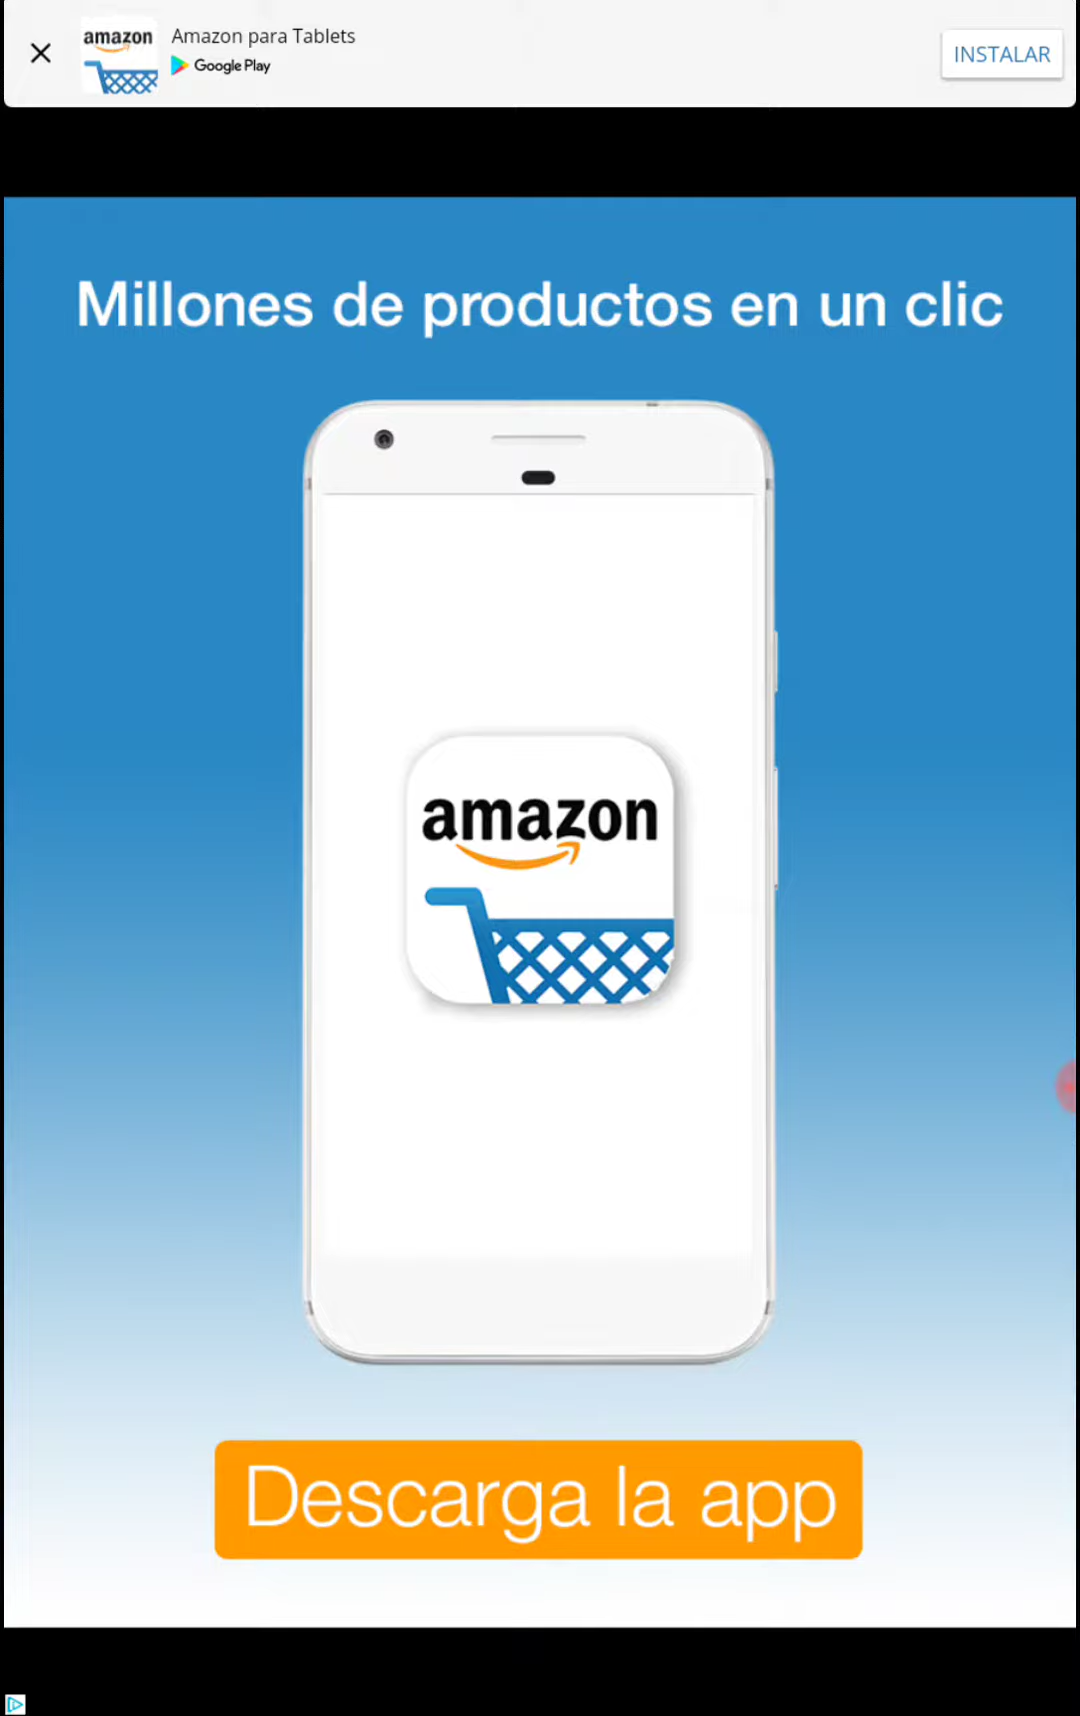 amazon
Amazon para Tablets
Google Play
INSTALAR
Millones de productos en un clic
amazon
Descarga la app